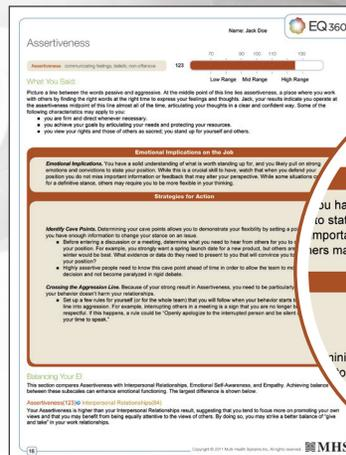 Name: Jack Doe
EQ 360
Assertiveness
70 90 100 110 130
Assertiveness communicating feelings, beliefs; non-offensive
123
Low Range Mid Range High Range
What You Said:
Picture a line between the words passive and aggressive. At the middle point of this line lies assertiveness, a place where you work
with others by finding the right words at the right time to express your feelings and thoughts. Jack, your results indicate you operate at
the assertiveness midpoint of this line almost all of the time, articulating your thoughts in a clear and confident way. Some of the
following characteristics may apply to you:
• you are firm and direct whenever necessary.
• you achieve your goals by articulating your needs and protecting your resources.
• you view your rights and those of others as sacred; you stand up for yourself and others.
Emotional Implications on the Job
Emotional Implications. You have a solid understanding of what is worth standing up for, and you likely pull on strong
emotions and convictions to state your position. While this is a crucial skill to have, watch that when you defend your
position you do not miss important information or feedback that may alter your perspective. While some situations
for a definitive stance, others may require you to be more flexible in your thinking.
Strategies for Action
Identify Cave Points. Determining your cave points allows you to demonstrate your flexibility by setting a
you have enough information to change your stance on an issue.
• Before entering a discussion or a meeting, determine what you need to hear from others for you to
your position. For example, you strongly want a spring launch date for a new product, but others are
winter would be best. What evidence or data do they need to present to you that will convince you to
your position?
• Highly assertive people need to know this cave point ahead of time in order to allow the team to
decision and not become paralyzed in rigid debate.
Crossing the Aggression Line. Because of your strong result in Assertiveness, you need to be particularly
your behavior doesn't harm your relationships.
• Set up a few rules for yourself (or for the whole team) that you will follow when your behavior starts
line into aggression. For example, interrupting others in a meeting is a sign that you are no longer
respectful. If this happens, a rule could be "Openly apologize to the interrupted person and be silent
your time to speak."
Balancing Your EI
This section compares Assertiveness with Interpersonal Relationships, Emotional Self-Awareness, and Empathy. Achieving balance
between these subscales can enhance emotional functioning. The largest difference is shown below.
Assertiveness(123) Interpersonal Relationships(84)
Your Assertiveness is higher than your Interpersonal Relationships result, suggesting that you tend to focus more on promoting your own
views and that you may benefit from being equally attentive to the views of others. By doing so, you may strike a better balance of "give
and take" in your work relationships.
16
Copyright © 2011 Multi-Health Systems Inc. All rights reserved.
MHS